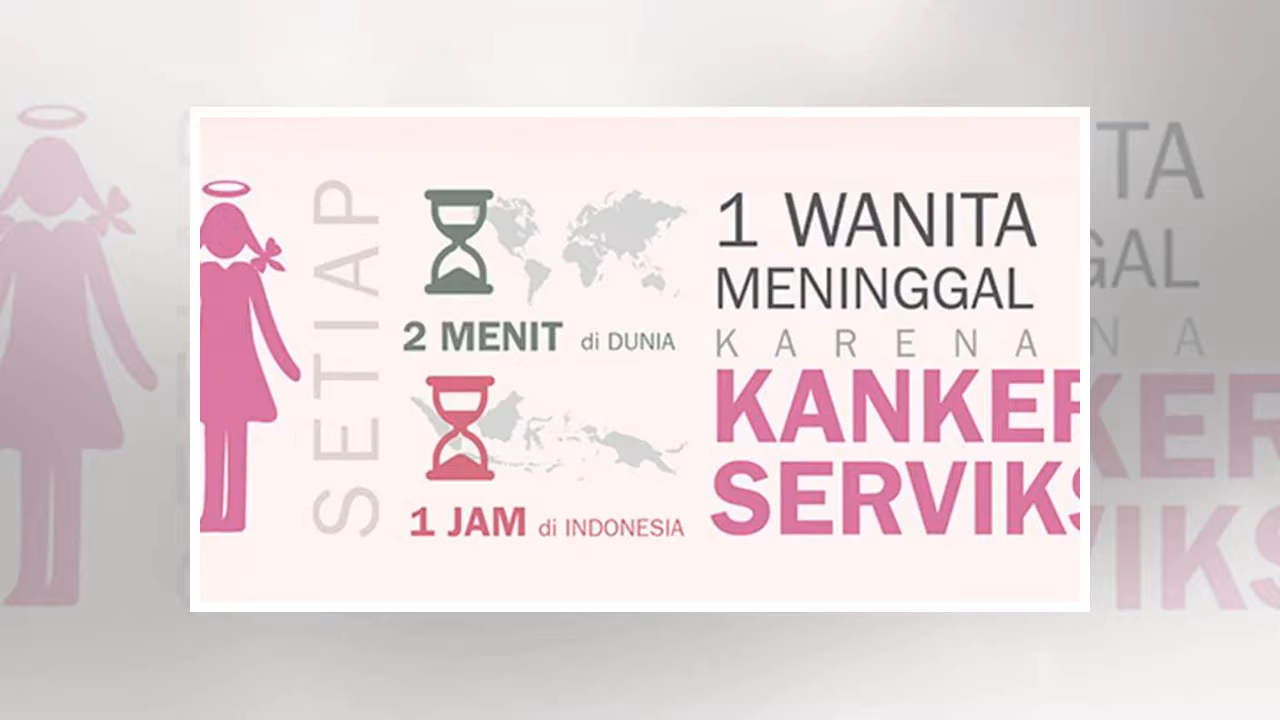 SETIAP
2 MENIT di DUNIA
1 JAM di INDONESIA
1 WANITA
MENINGGAL
KARENA
KANKER
SERVIKS